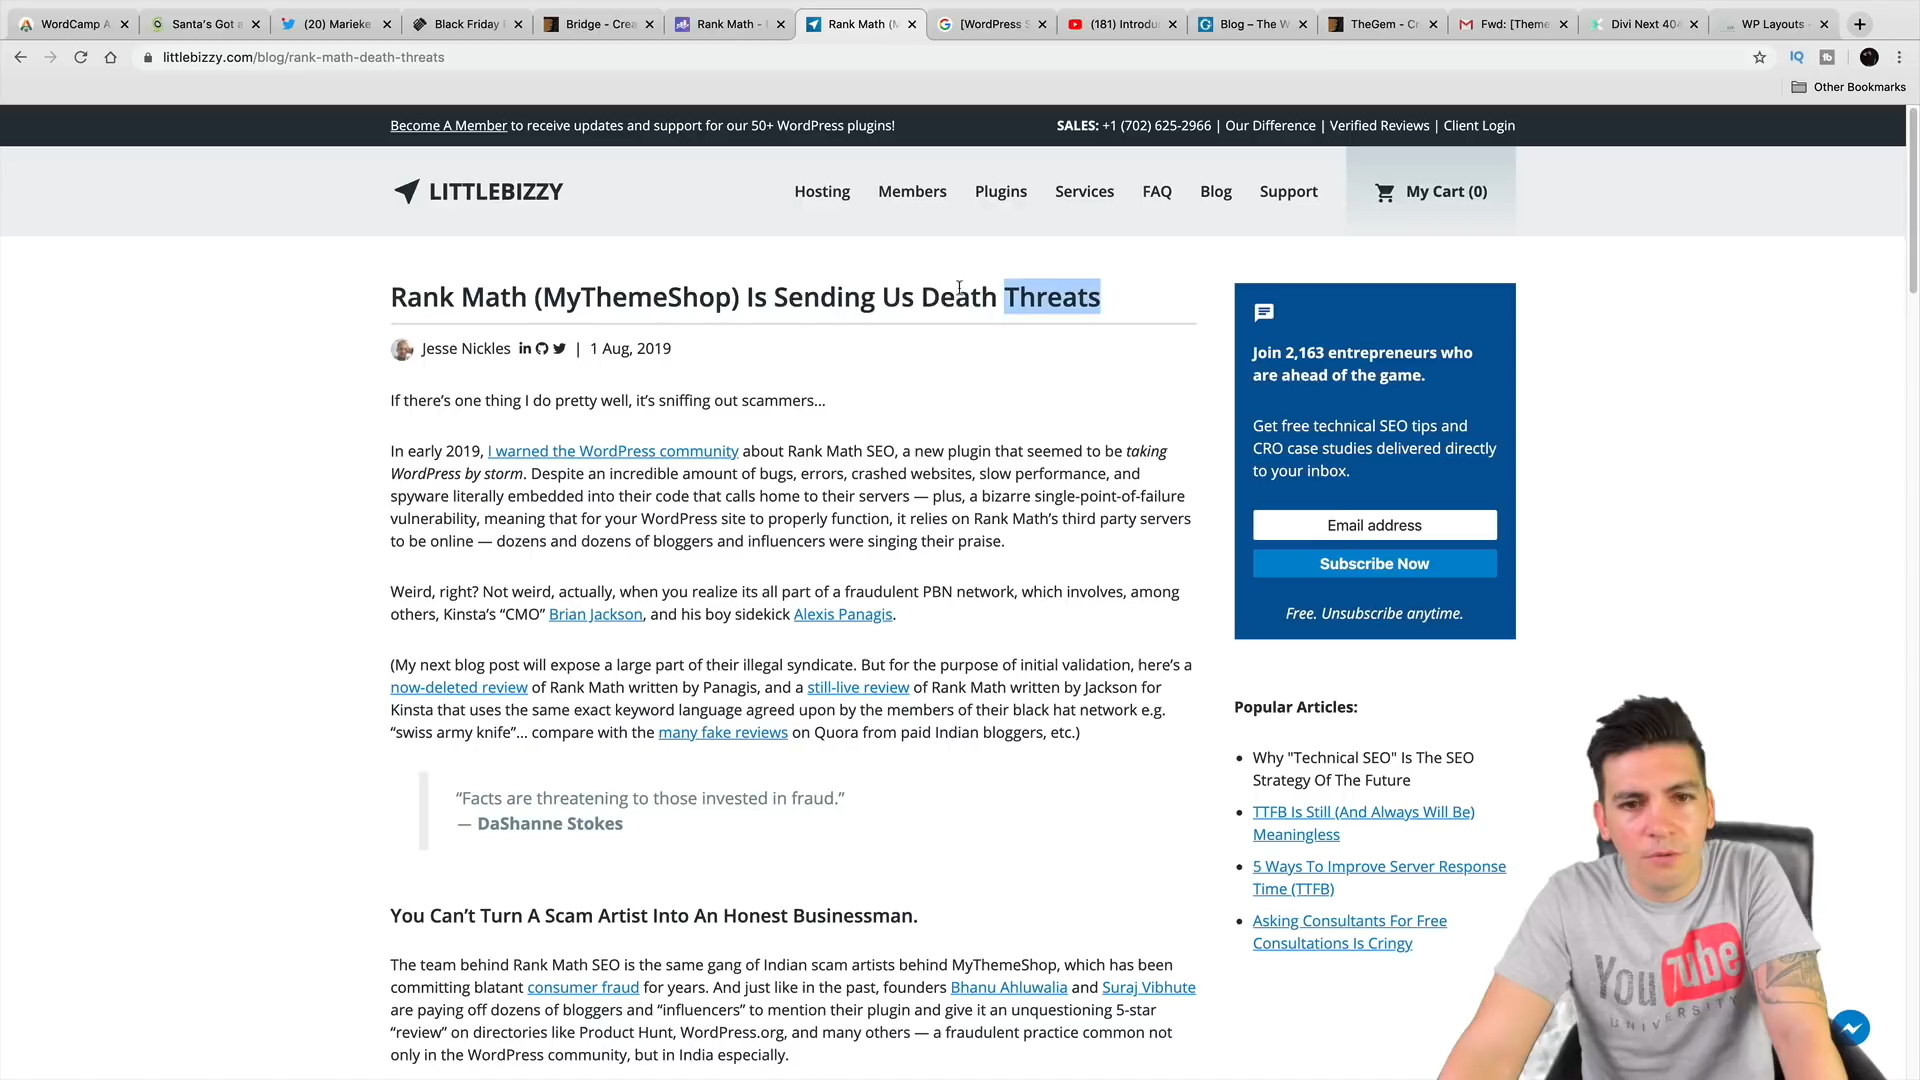 WordCamp A
Santa's Got a
(20) Marieke
Black Friday
Bridge - Crea
Rank Math -
Rank Math (M
[WordPress S
(181) Introdu
Blog – The W
TheGem - Cr
Fwd: [Theme
Divi Next 404
WP Layouts
littlebizzy.com/blog/rank-math-death-threats
IQ
tb
Other Bookmarks
Become A Member to receive updates and support for our 50+ WordPress plugins!
SALES: +1 (702) 625-2966 | Our Difference | Verified Reviews | Client Login
LITTLEBIZZY
Hosting Members Plugins Services FAQ Blog Support My Cart (0)
Rank Math (MyThemeShop) Is Sending Us Death Threats
Jesse Nickles in | 1 Aug, 2019
If there's one thing I do pretty well, it's sniffing out scammers…
In early 2019, I warned the WordPress community about Rank Math SEO, a new plugin that seemed to be taking
WordPress by storm. Despite an incredible amount of bugs, errors, crashed websites, slow performance, and
spyware literally embedded into their code that calls home to their servers — plus, a bizarre single-point-of-failure
vulnerability, meaning that for your WordPress site to properly function, it relies on Rank Math's third party servers
to be online — dozens and dozens of bloggers and influencers were singing their praise.
Weird, right? Not weird, actually, when you realize its all part of a fraudulent PBN network, which involves, among
others, Kinsta's “CMO” Brian Jackson, and his boy sidekick Alexis Panagis.
(My next blog post will expose a large part of their illegal syndicate. But for the purpose of initial validation, here's a
now-deleted review of Rank Math written by Panagis, and a still-live review of Rank Math written by Jackson for
Kinsta that uses the same exact keyword language agreed upon by the members of their black hat network e.g.
“swiss army knife”… compare with the many fake reviews on Quora from paid Indian bloggers, etc.)
“Facts are threatening to those invested in fraud.”
— DaShanne Stokes
You Can't Turn A Scam Artist Into An Honest Businessman.
The team behind Rank Math SEO is the same gang of Indian scam artists behind MyThemeShop, which has been
committing blatant consumer fraud for years. And just like in the past, founders Bhanu Ahluwalia and Suraj Vibhute
are paying off dozens of bloggers and “influencers” to mention their plugin and give it an unquestioning 5-star
“review” on directories like Product Hunt, WordPress.org, and many others — a fraudulent practice common not
only in the WordPress community, but in India especially.
Join 2,163 entrepreneurs who
are ahead of the game.
Get free technical SEO tips and
CRO case studies delivered directly
to your inbox.
Email address
Subscribe Now
Free. Unsubscribe anytime.
Popular Articles:
Why "Technical SEO" Is The SEO
Strategy Of The Future
TTFB Is Still (And Always Will Be)
Meaningless
5 Ways To Improve Server Response
Time (TTFB)
Asking Consultants For Free
Consultations Is Cringy
YouTube
UNIVERSITY